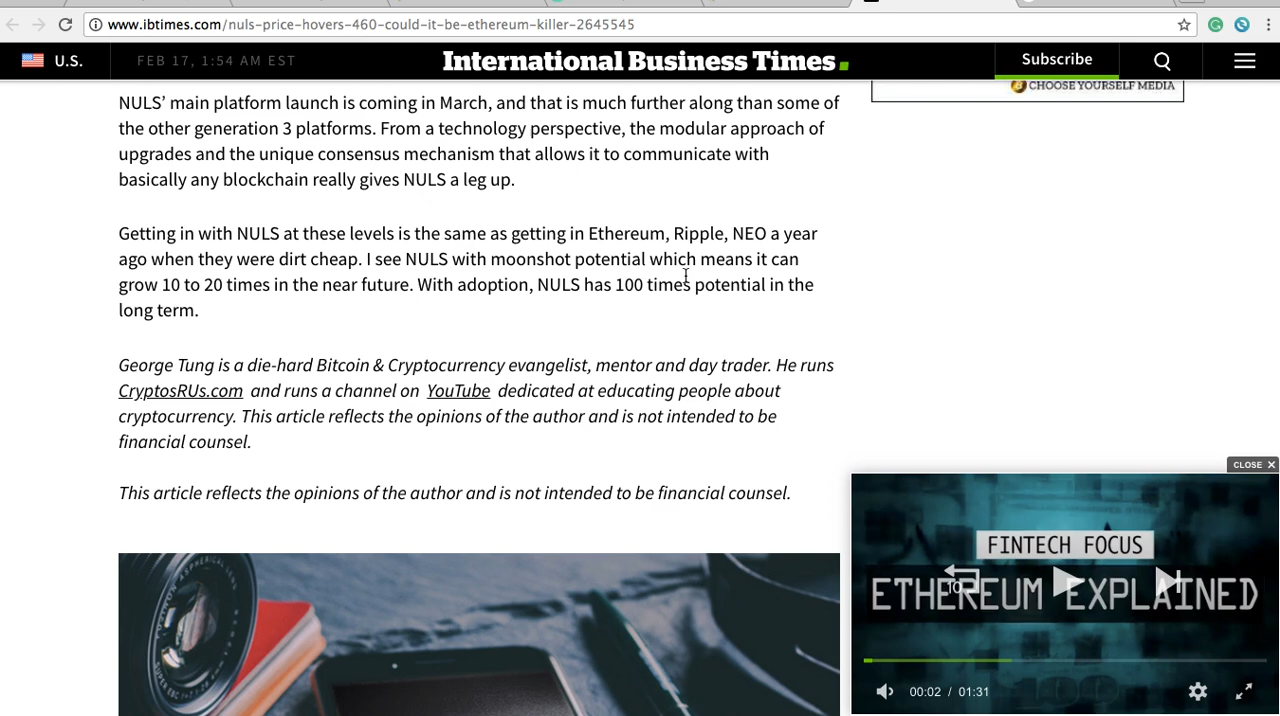 www.ibtimes.com/nuls-price-hovers-460-could-it-be-ethereum-killer-2645545
U.S.
FEB 17, 1:54 AM EST
International Business Times.
Subscribe
CHOOSE YOURSELF MEDIA
NULS’ main platform launch is coming in March, and that is much further along than some of
the other generation 3 platforms. From a technology perspective, the modular approach of
upgrades and the unique consensus mechanism that allows it to communicate with
basically any blockchain really gives NULS a leg up.
Getting in with NULS at these levels is the same as getting in Ethereum, Ripple, NEO a year
ago when they were dirt cheap. I see NULS with moonshot potential which means it can
grow 10 to 20 times in the near future. With adoption, NULS has 100 times potential in the
long term.
George Tung is a die-hard Bitcoin & Cryptocurrency evangelist, mentor and day trader. He runs
CryptosRUs.com and runs a channel on YouTube dedicated at educating people about
cryptocurrency. This article reflects the opinions of the author and is not intended to be
financial counsel.
This article reflects the opinions of the author and is not intended to be financial counsel.
CLOSE X
FINTECH FOCUS
10
ETHEREUM EXPLAINED
00:02 / 01:31